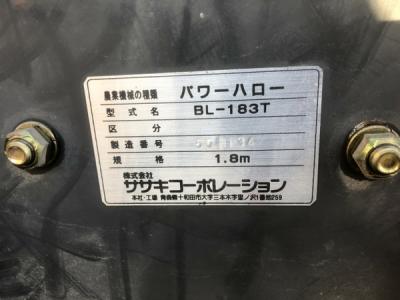 農業機械の種類 パワーハロー
型式名 BL-183T
区分
製造番号
規格 1.8m
株式会社
ササキコーポレーション
本社・工場 青森県十和田市大字三本木字里ノ沢1番地259